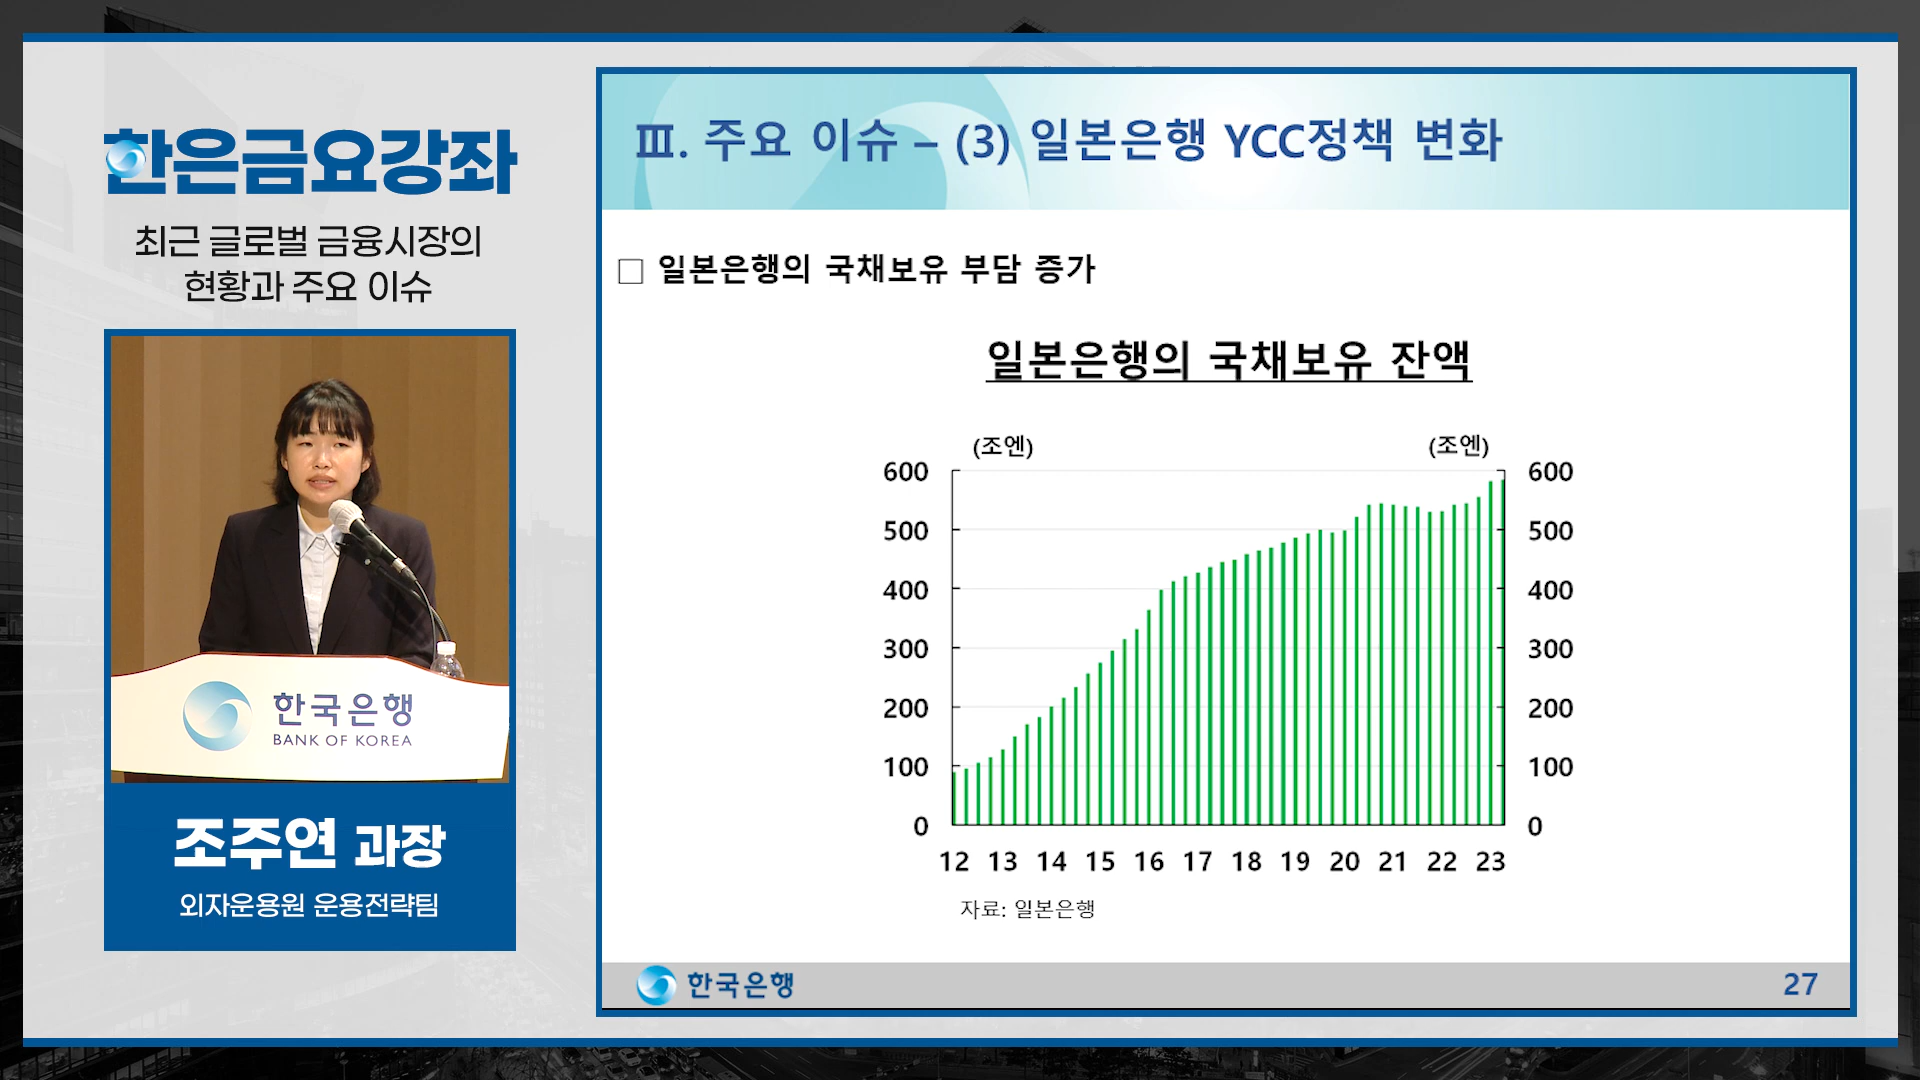 한은금요강좌
최근 글로벌 금융시장의
현황과 주요 이슈
한국은행
BANK OF KOREA
조주연 과장
외자운용원 운용전략팀
Ⅲ. 주요 이슈 – (3) 일본은행 YCC정책 변화
□ 일본은행의 국채보유 부담 증가
일본은행의 국채보유 잔액
(조엔) (조엔)
600 600
500 500
400 400
300 300
200 200
100 100
0 0
12 13 14 15 16 17 18 19 20 21 22 23
자료: 일본은행
한국은행 27